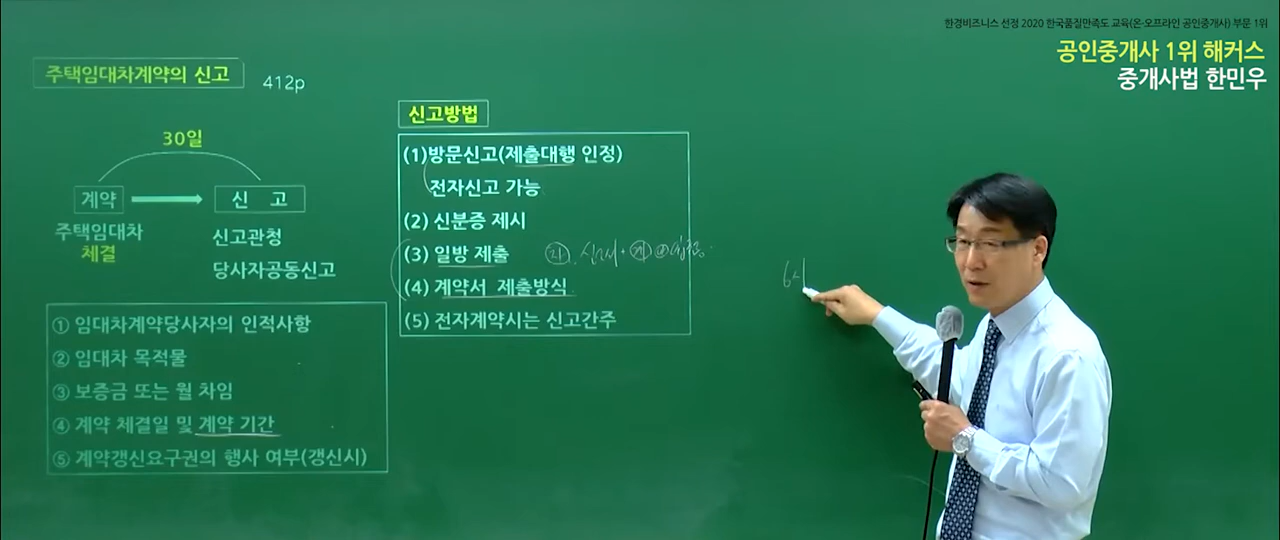 한경비즈니스 선정 2020 한국품질만족도 교육(온·오프라인 공인중개사) 부문 1위
공인중개사 1위 해커스
중개사법 한민우
주택임대차계약의 신고
412p
30일
계약
신 고
주택임대차
체결
신고관청
당사자공동신고
① 임대차계약당사자의 인적사항
② 임대차 목적물
③ 보증금 또는 월 차임
④ 계약 체결일 및 계약 기간
⑤ 계약갱신요구권의 행사 여부(갱신시)
신고방법
(1)방문신고(제출대행 인정)
전자신고 가능
(2) 신분증 제시
(3) 일방 제출
(4) 계약서 제출방식
(5) 전자계약시는 신고간주